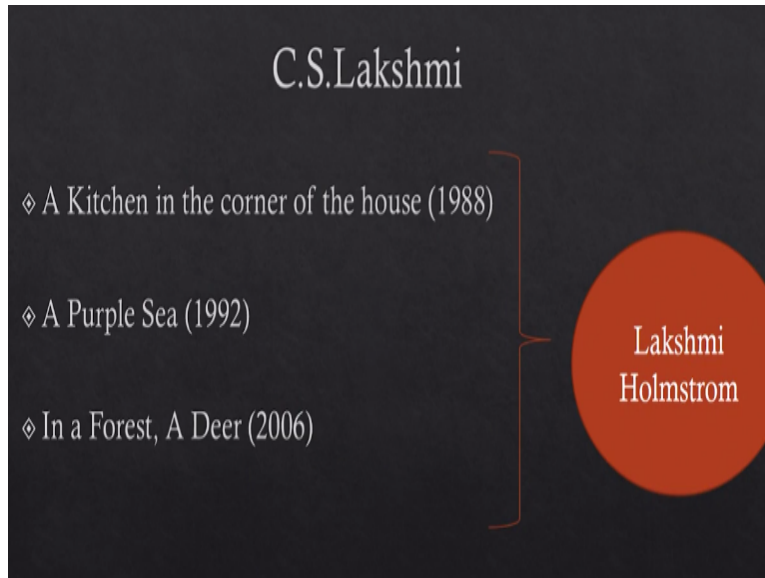 C.S.Lakshmi
A Kitchen in the corner of the house (1988)
A Purple Sea (1992)
In a Forest, A Deer (2006)
Lakshmi
Holmstrom